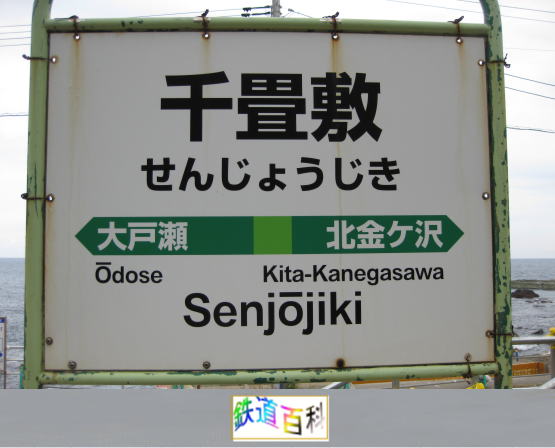 千畳敷
せんじょうじき
大戸瀬 北金ケ沢
Ōdose Kita-Kanegasawa
Senjōjiki
鉄道百科